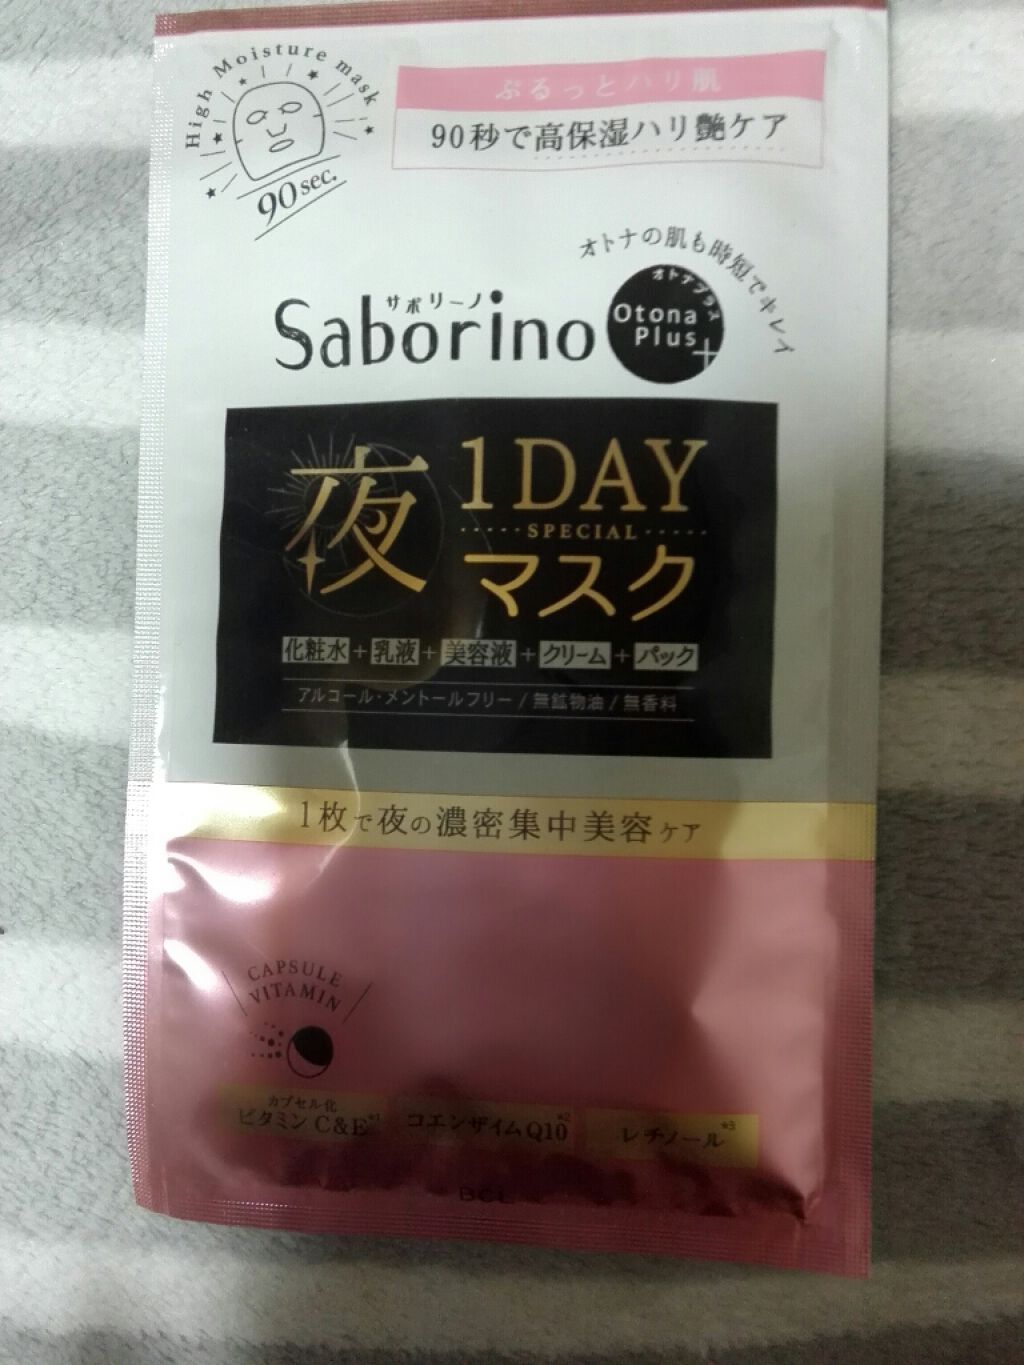 High Moisture mask
90 sec.
ぷるっとハリ肌
90秒で高保湿ハリ艶ケア
オトナの肌も時短でキレイ
サボリーノ
Saborino
オトナプラス
Otona
Plus+
夜
1DAY
SPECIAL
マスク
化粧水+乳液+美容液+クリーム+パック
アルコール・メントールフリー / 無鉱物油 / 無香料
1枚で夜の濃密集中美容ケア
CAPSULE
VITAMIN
カプセル化
ビタミンC&E*1 コエンザイムQ10*2 レチノール*3
BCL